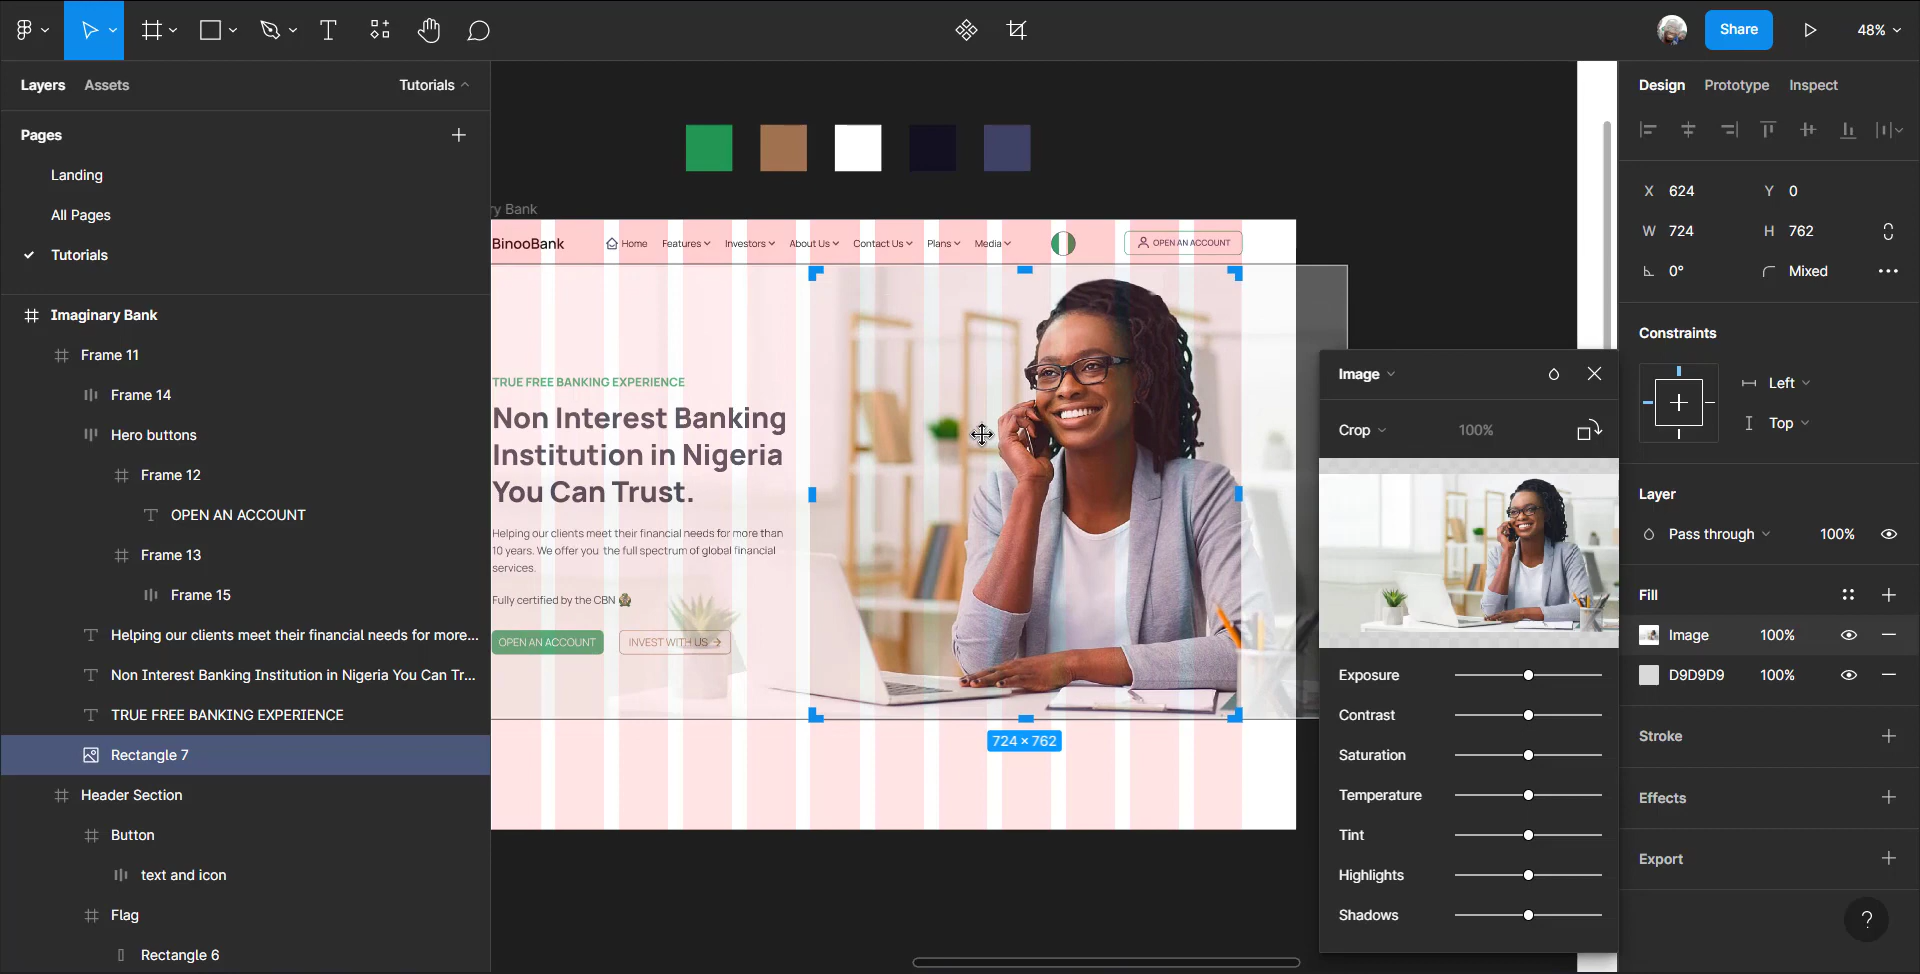 Share
48%
Layers
Assets
Tutorials
Pages
Landing
All Pages
Tutorials
Imaginary Bank
Frame 11
Frame 14
Hero buttons
Frame 12
OPEN AN ACCOUNT
Frame 13
Frame 15
Helping our clients meet their financial needs for more...
Non Interest Banking Institution in Nigeria You Can Tr...
TRUE FREE BANKING EXPERIENCE
Rectangle 7
Header Section
Button
text and icon
Flag
Rectangle 6
ry Bank
BinooBank
Home
Features
Investors
About Us
Contact Us
Plans
Media
OPEN AN ACCOUNT
TRUE FREE BANKING EXPERIENCE
Non Interest Banking
Institution in Nigeria
You Can Trust.
Helping our clients meet their financial needs for more than
10 years. We offer you the full spectrum of global financial
services.
Fully certified by the CBN
OPEN AN ACCOUNT
INVEST WITH US
724 × 762
Image
Crop
100%
Exposure
Contrast
Saturation
Temperature
Tint
Highlights
Shadows
Design
Prototype
Inspect
X 624
Y 0
W 724
H 762
0°
Mixed
Constraints
Left
Top
Layer
Pass through
100%
Fill
Image 100%
D9D9D9 100%
Stroke
Effects
Export
?